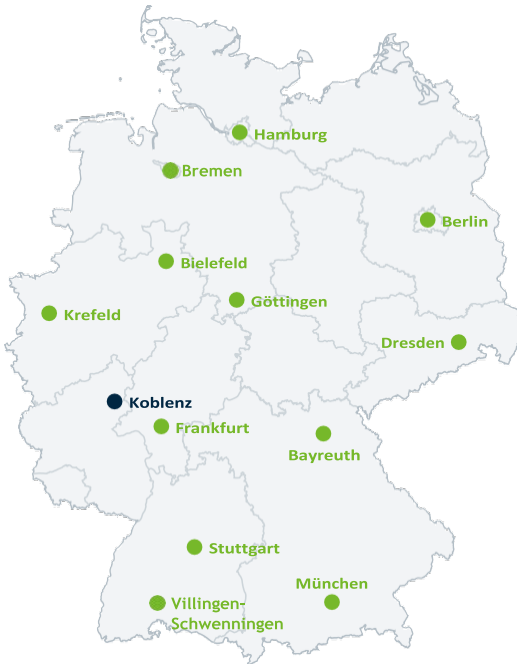 Hamburg
Bremen
Berlin
Bielefeld
Göttingen
Krefeld
Dresden
Koblenz
Frankfurt
Bayreuth
Stuttgart
München
Villingen-
Schwenningen